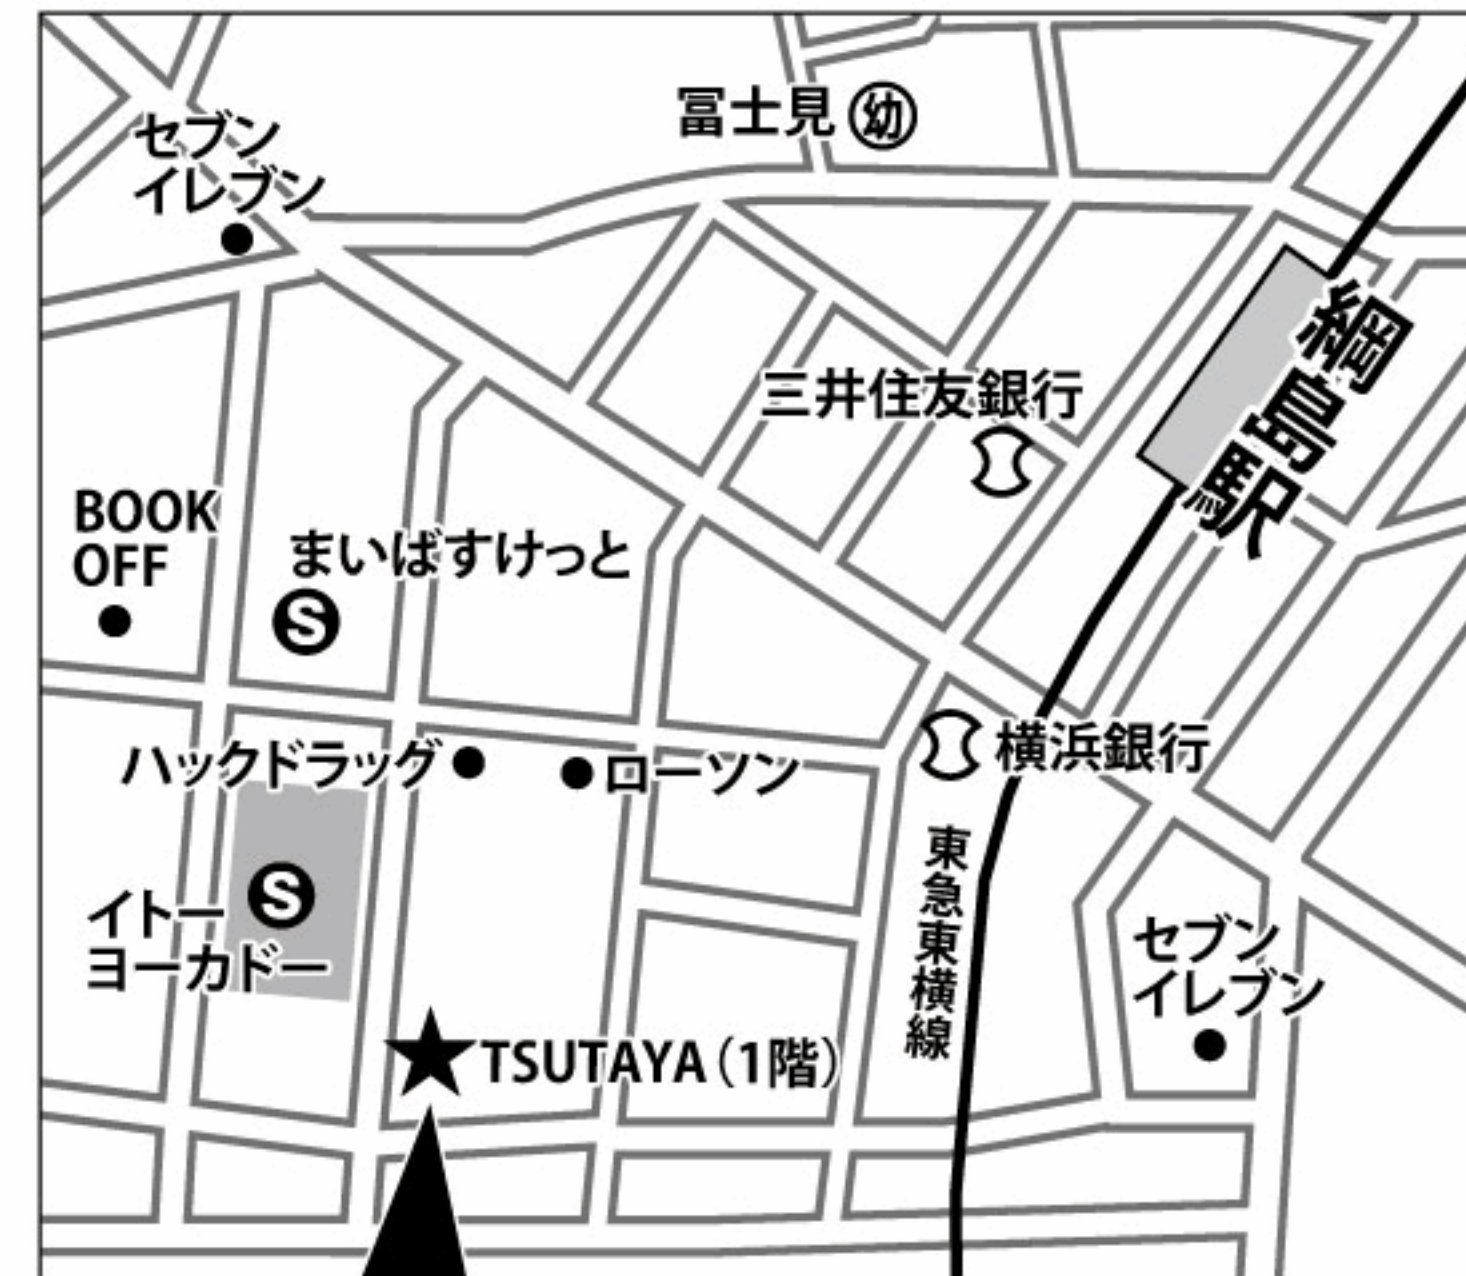 冨士見 幼
セブン
イレブン
綱島駅
三井住友銀行
BOOK
OFF
まいばすけっと
S
横浜銀行
ハックドラッグ
ローソン
東急東横線
S
イトー
ヨーカドー
セブン
イレブン
TSUTAYA（1階）